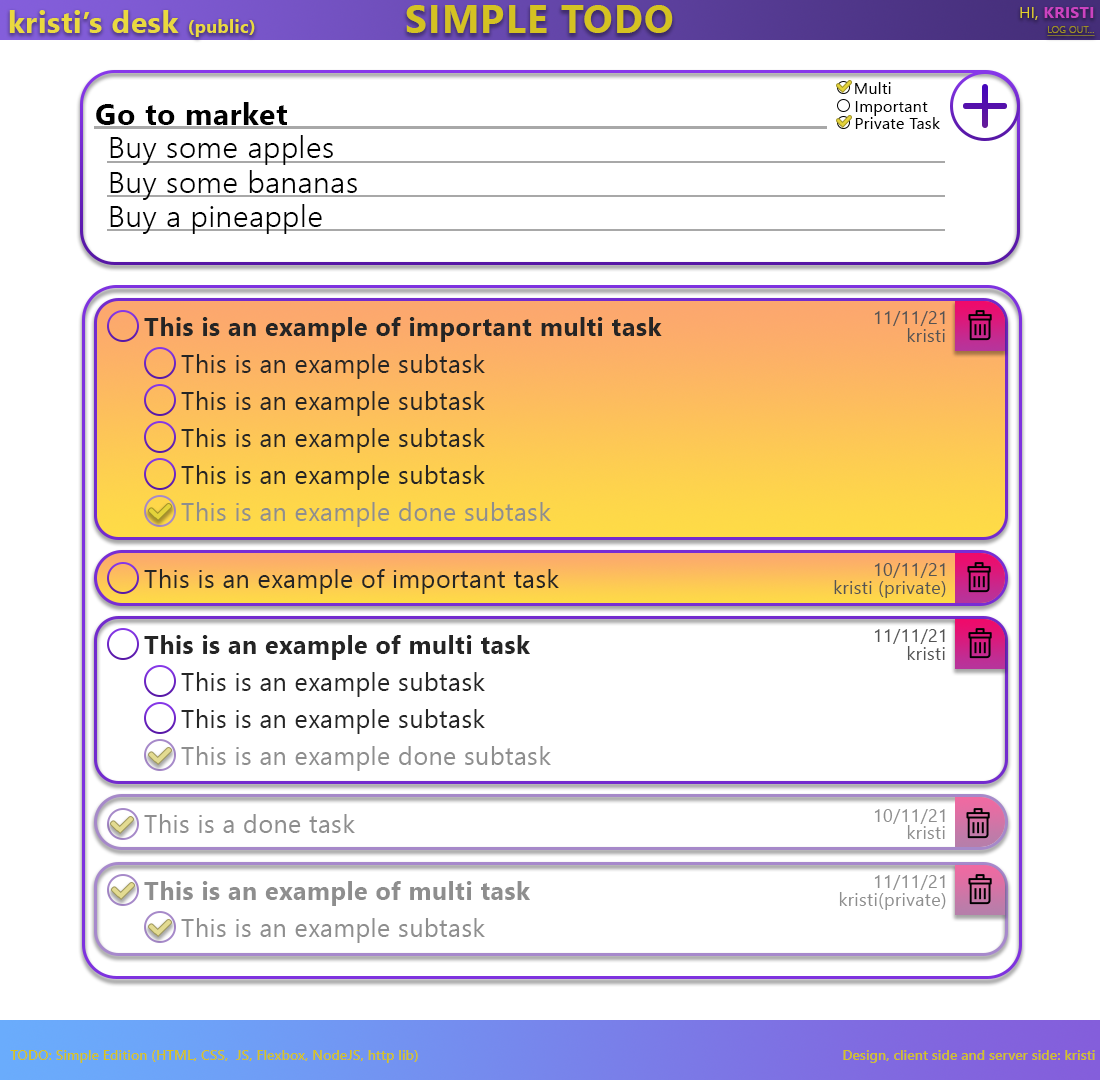 kristi’s desk (public)
SIMPLE TODO
HI, KRISTI
LOG OUT...
Go to market
Multi
Important
Private Task
Buy some apples
Buy some bananas
Buy a pineapple
This is an example of important multi task
11/11/21
kristi
This is an example subtask
This is an example subtask
This is an example subtask
This is an example subtask
This is an example done subtask
This is an example of important task
10/11/21
kristi (private)
This is an example of multi task
11/11/21
kristi
This is an example subtask
This is an example subtask
This is an example done subtask
This is a done task
10/11/21
kristi
This is an example of multi task
11/11/21
kristi(private)
This is an example subtask
TODO: Simple Edition (HTML, CSS, JS, Flexbox, NodeJS, http lib)
Design, client side and server side: kristi